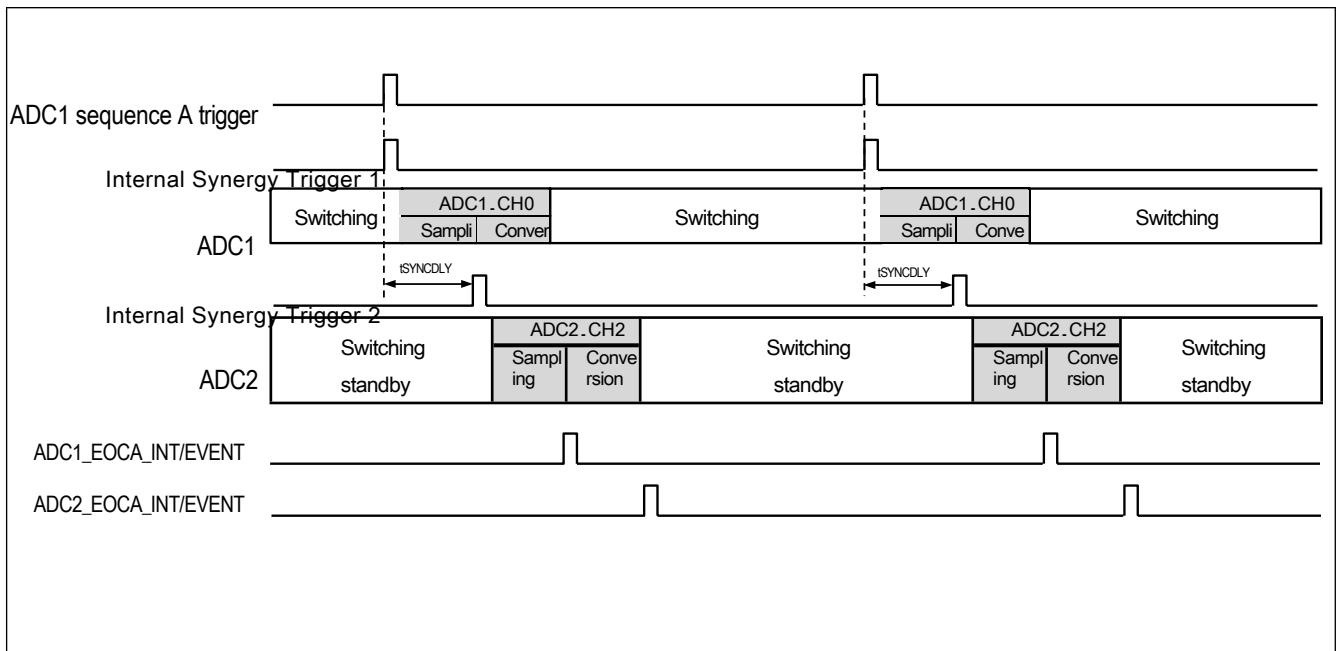 ADC1 sequence A trigger
Internal Synergy Trigger 1
ADC1.CH0
ADC1.CH0
Switching
Switching
Switching
Sampli
Conver
Sampli
Conve
ADC1
tSYNCDLY
tSYNCDLY
Internal Synergy Trigger 2
ADC2.CH2
ADC2.CH2
Switching
standby
Sampl
ing
Conve
rsion
Switching
standby
Sampl
ing
Conve
rsion
Switching
standby
ADC2
ADC1_EOCA_INT/EVENT
ADC2_EOCA_INT/EVENT